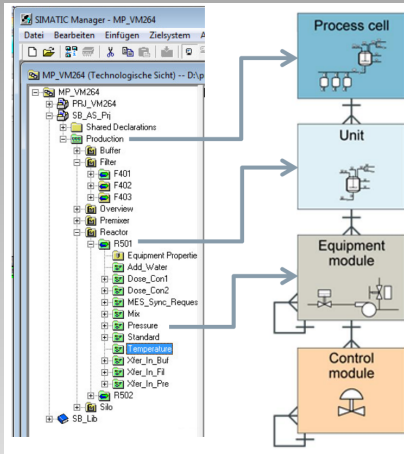 SIMATIC Manager - MP_VM264
Datei Bearbeiten Einfügen Zielsystem A
MP_VM264 (Technologische Sicht) -- D:\p
MP_VM264
PRJ_VM264
SB_AS_Prj
Shared Declarations
Production
Buffer
Filter
F401
F402
F403
Overview
Premixer
Reactor
R501
Equipment Propertie
Add_Water
Dose_Con1
Dose_Con2
MES_Sync_Reques
Mix
Pressure
Standard
Temperature
Xfer_In_Buf
Xfer_In_Fil
Xfer_In_Pre
R502
Silo
SB_Lib
Process cell
Unit
Equipment
module
Control
module